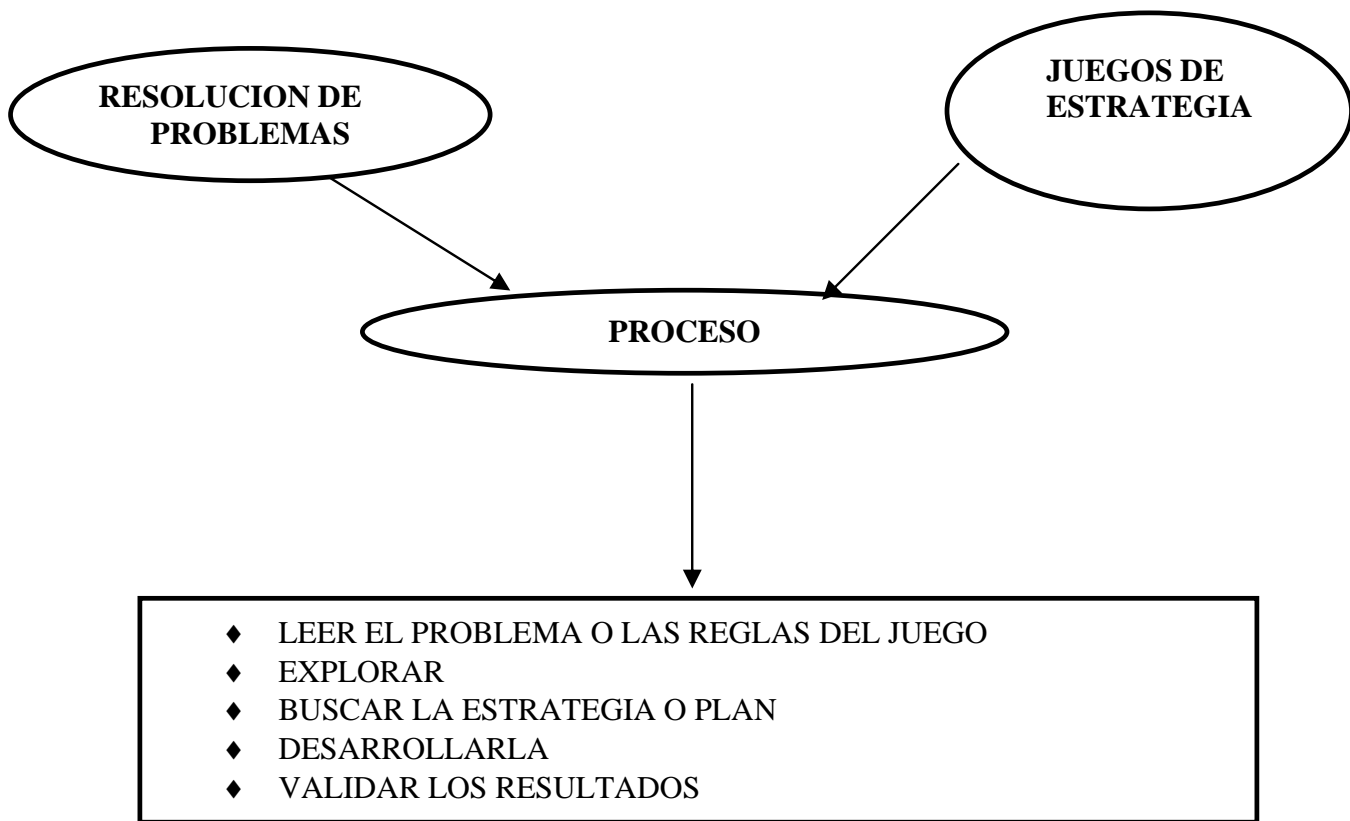 RESOLUCION DE
PROBLEMAS
JUEGOS DE
ESTRATEGIA
PROCESO
♦ LEER EL PROBLEMA O LAS REGLAS DEL JUEGO
♦ EXPLORAR
♦ BUSCAR LA ESTRATEGIA O PLAN
♦ DESARROLLARLA
♦ VALIDAR LOS RESULTADOS